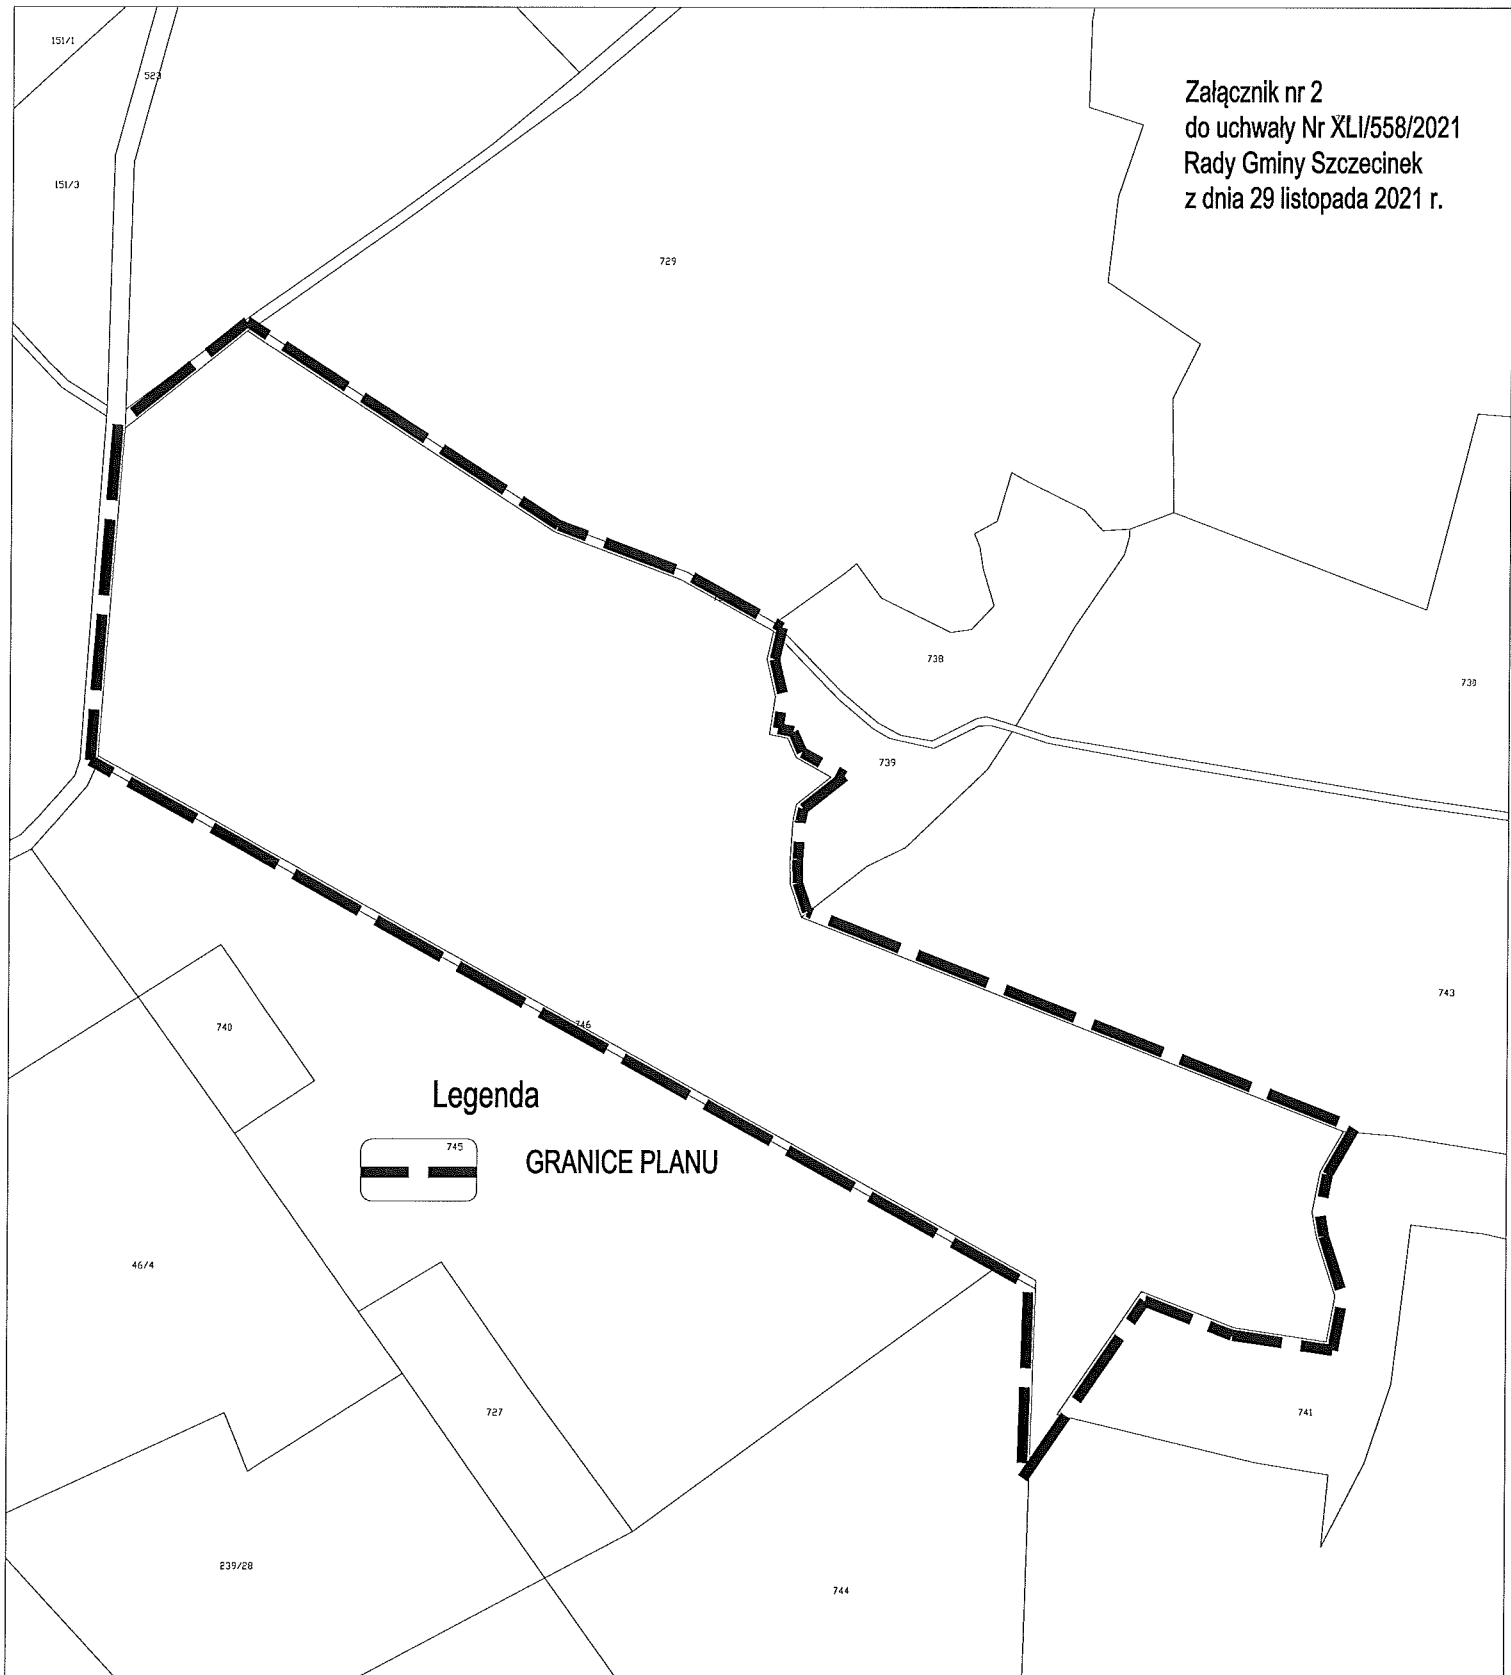 151/1
523
Załącznik nr 2
do uchwały Nr XLI/558/2021
Rady Gminy Szczecinek
z dnia 29 listopada 2021 r.
151/3
729
738
730
739
743
740
746
Legenda
745
GRANICE PLANU
46/4
727
741
239/28
744